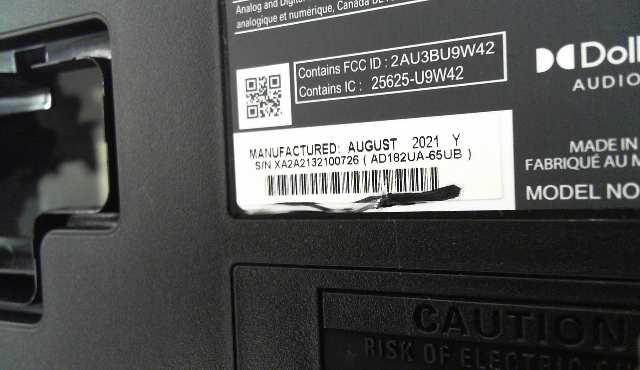 Analog and Digital
analogique et numérique, Canada
Contains FCC ID : 2AU3BU9W42
Contains IC : 25625-U9W42
AUDIO
MANUFACTURED: AUGUST 2021 Y
S/N XA2A2132100726 ( AD182UA-65UB )
MADE IN
FABRIQUÉ AU
MODEL NO
CAUTION
RISK OF ELECTRIC